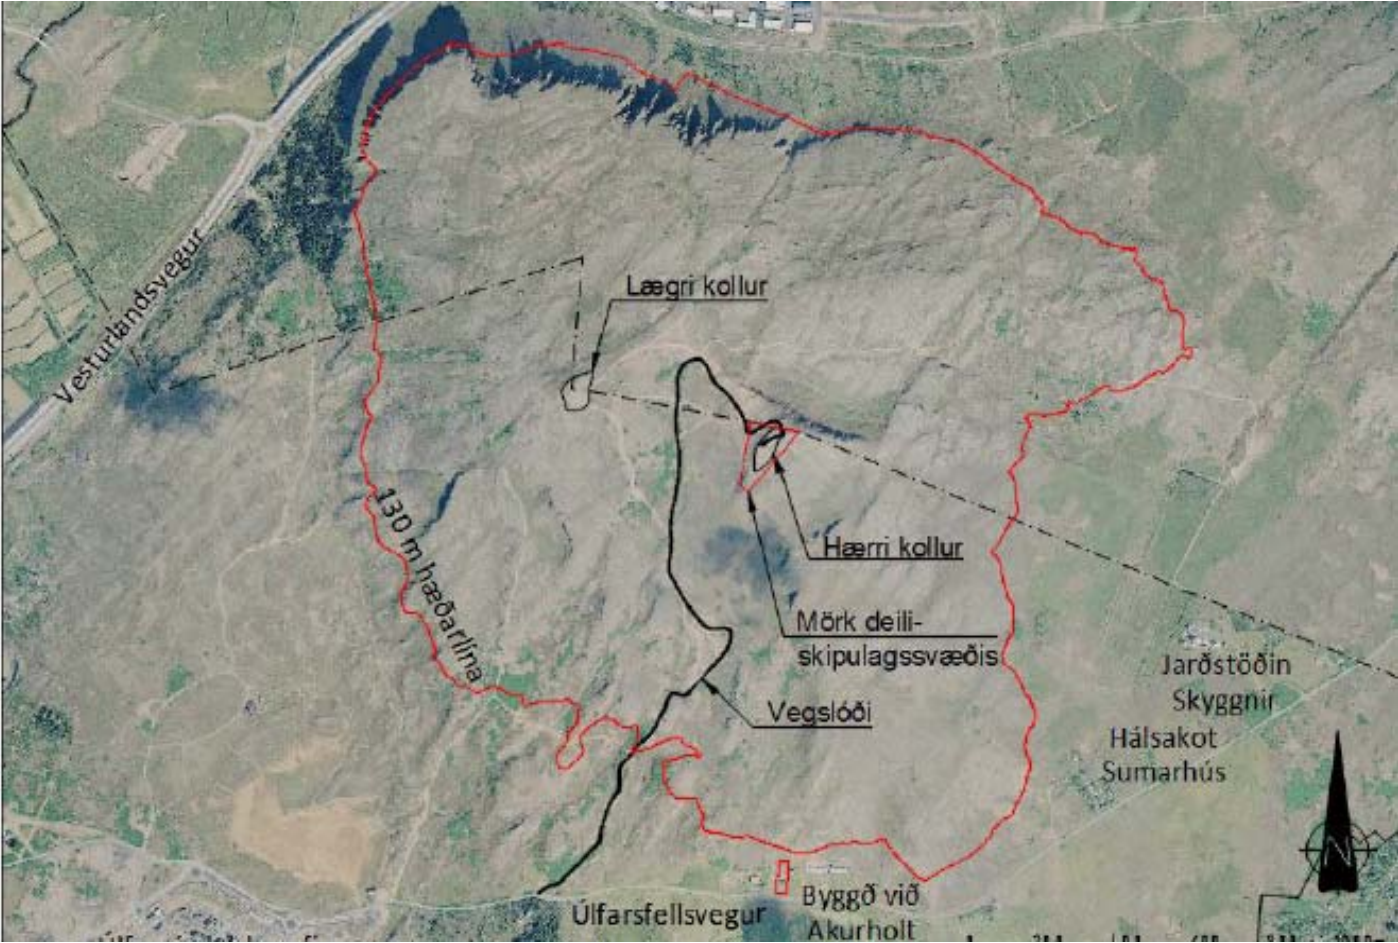 Vesturlandsvegur
Lægri kollur
130 m hæðarlína
Hærri kollur
Mörk deili-
skipulagssvæðis
Vegslóði
Jarðstöðin
Skyggnir
Hálsakot
Sumarhús
N
Byggð við
Akurholt
Úlfarsfellsvegur